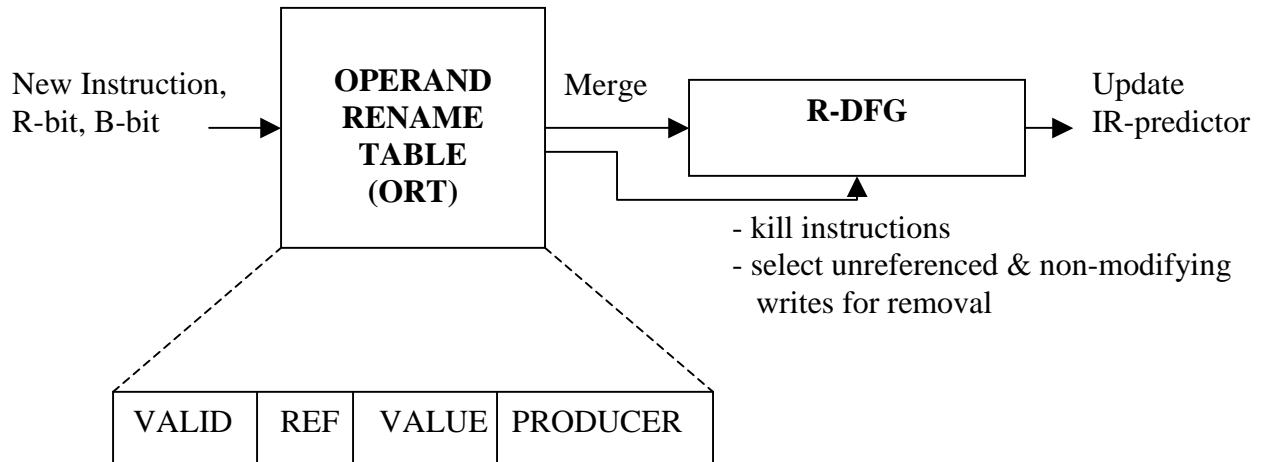 New Instruction,
R-bit, B-bit
OPERAND
RENAME
TABLE
(ORT)
Merge
R-DFG
Update
IR-predictor
- kill instructions
- select unreferenced & non-modifying
writes for removal
VALID REF VALUE PRODUCER